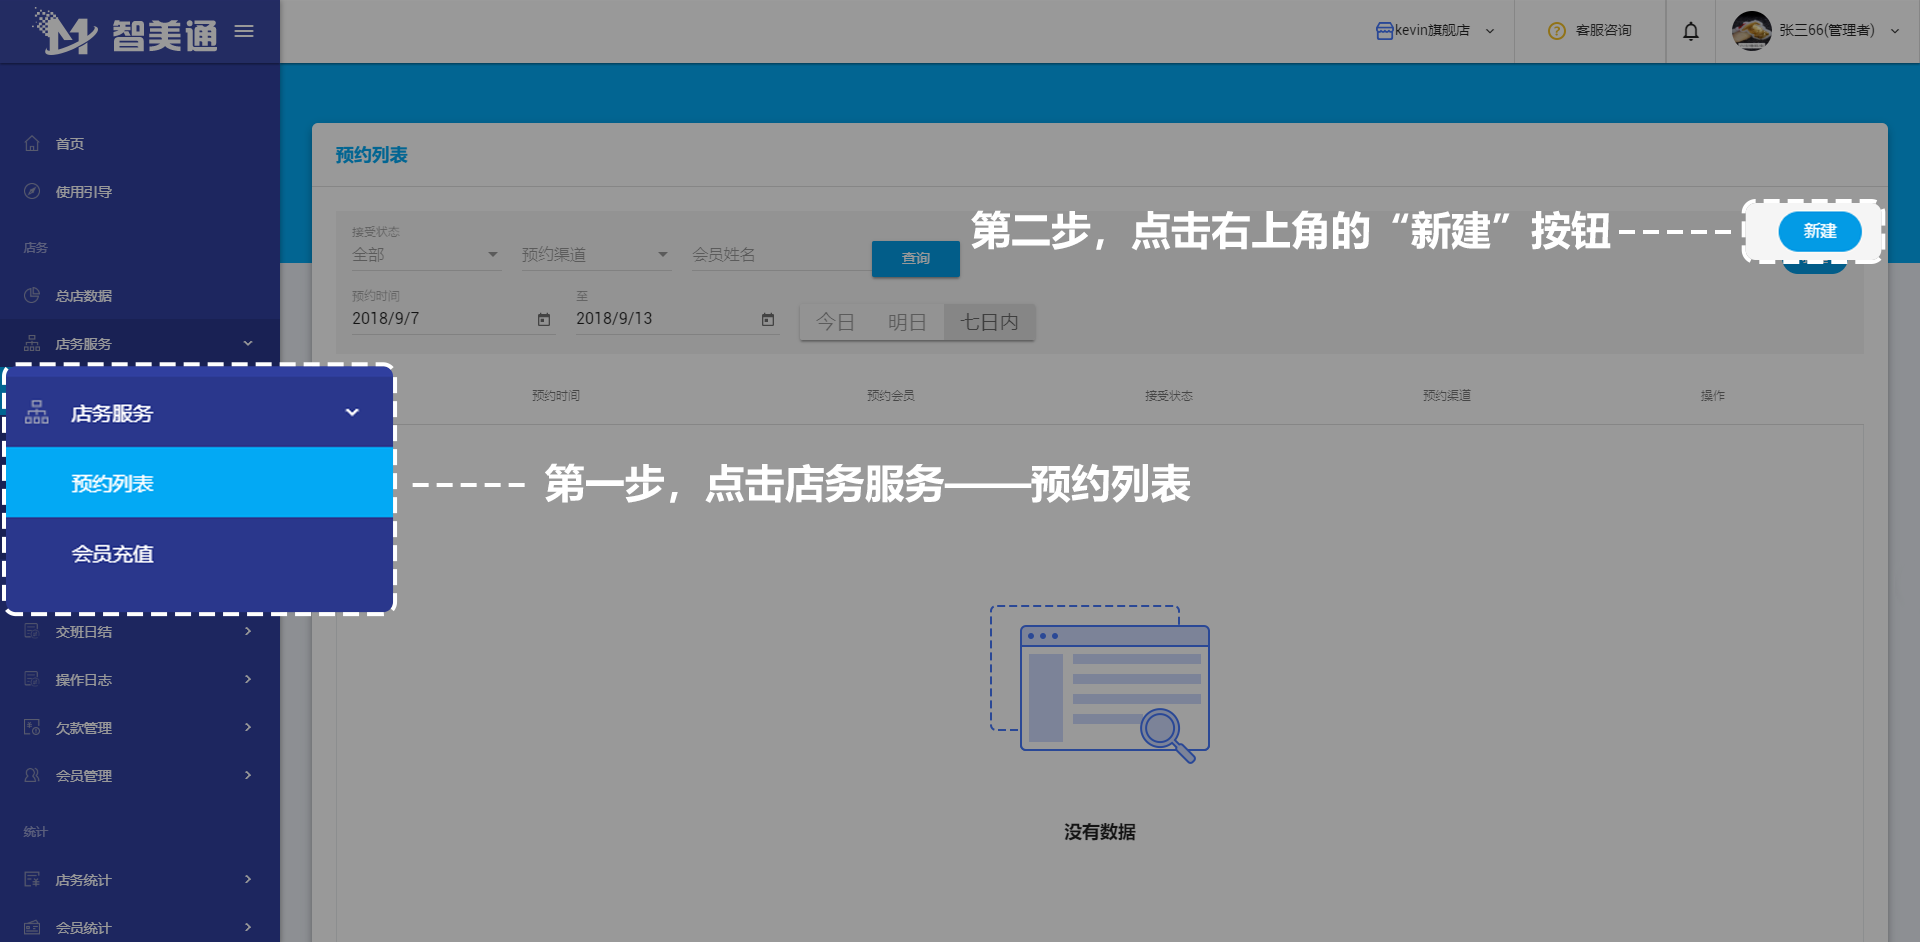 智美通
kevin旗舰店
客服咨询
张三66(管理者)
首页
使用引导
店务
总店数据
店务服务
店务服务
预约列表
会员充值
交班日结
操作日志
欠款管理
会员管理
统计
店务统计
会员统计
预约列表
第二步，点击右上角的“新建”按钮
新建
接受状态
全部
预约渠道
会员姓名
查询
预约时间
至
2018/9/7
2018/9/13
今日
明日
七日内
预约时间
预约会员
接受状态
预约渠道
操作
第一步，点击店务服务——预约列表
没有数据